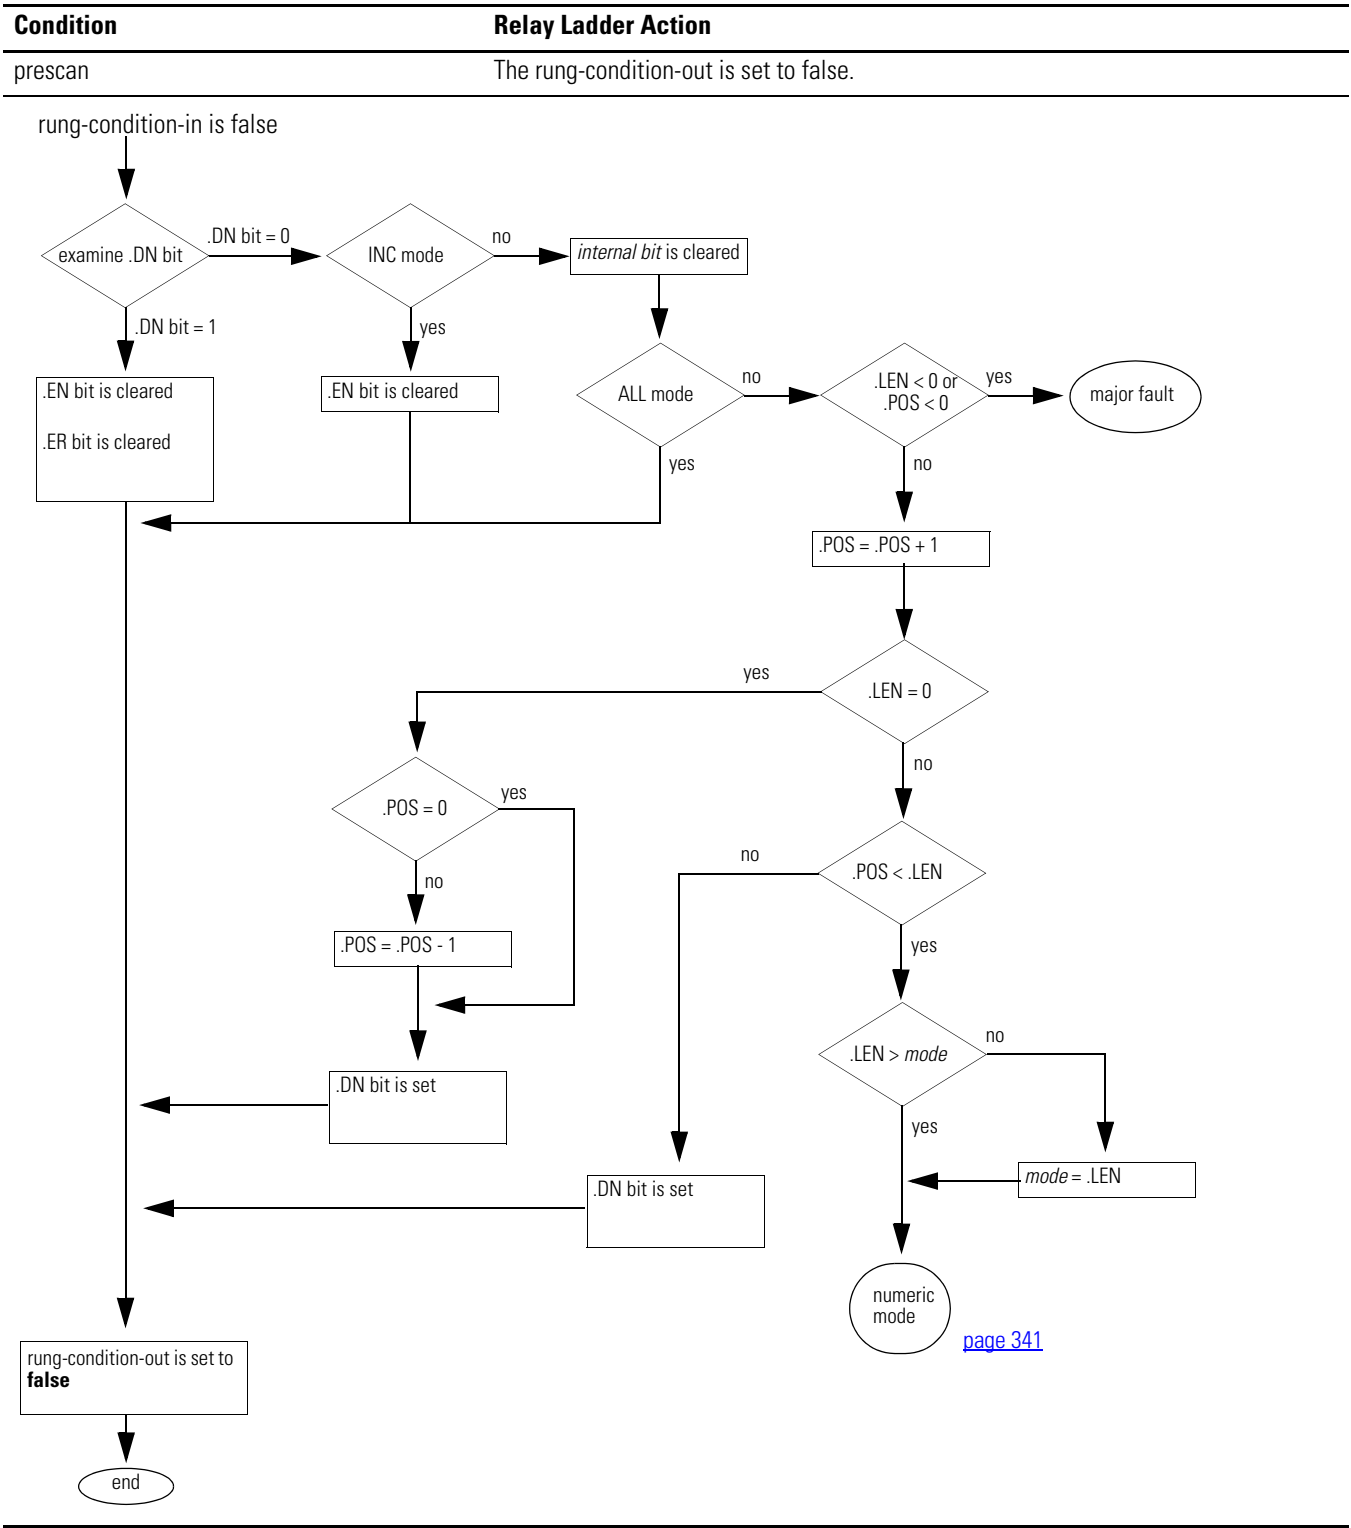 Condition Relay Ladder Action
prescan The rung-condition-out is set to false.
rung-condition-in is false
examine .DN bit
.DN bit = 0
INC mode
no
internal bit is cleared
.DN bit = 1
yes
.EN bit is cleared
.ER bit is cleared
.EN bit is cleared
ALL mode
no
.LEN < 0 or
.POS < 0
yes
major fault
yes
no
.POS = .POS + 1
yes
.LEN = 0
no
.POS = 0
yes
no
.POS < .LEN
no
.POS = .POS - 1
yes
.LEN > mode
no
.DN bit is set
yes
mode = .LEN
.DN bit is set
numeric
mode
page 341
rung-condition-out is set to
false
end